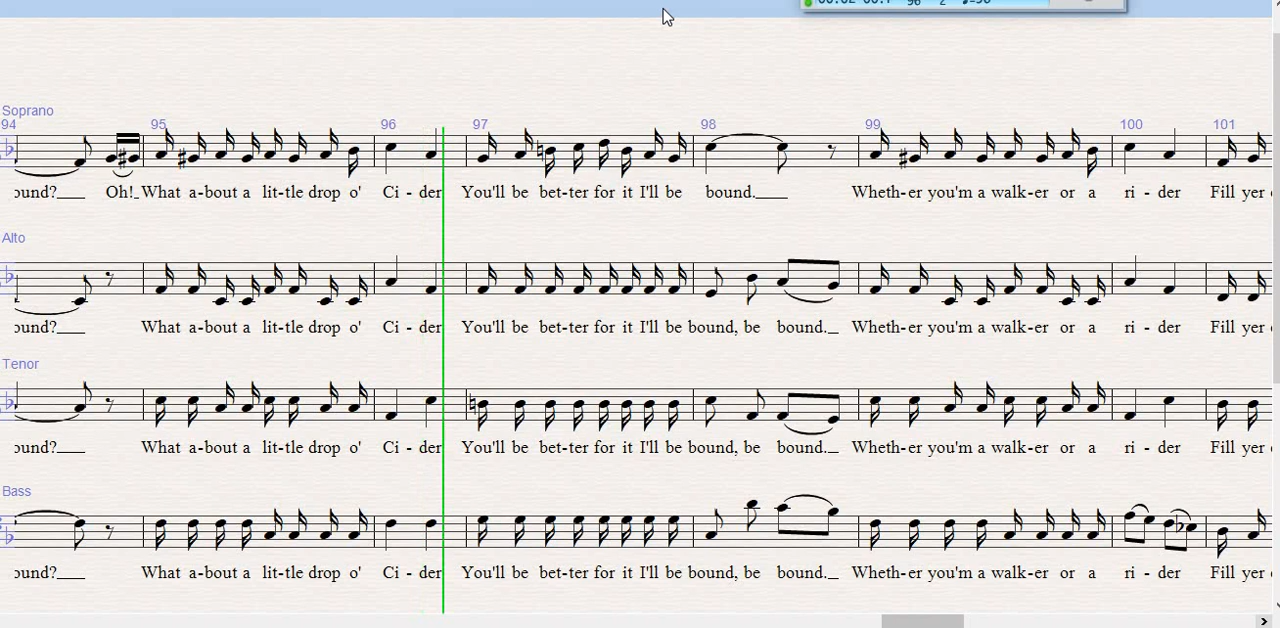 Soprano
94 95 96 97 98 99 100 101
ound?___ Oh!_ What a-bout a lit-tle drop o' Ci - der You'll be bet-ter for it I'll be bound.____ Wheth-er you'm a walk-er or a ri - der Fill yer
Alto
ound?___ What a-bout a lit-tle drop o' Ci - der You'll be bet-ter for it I'll be bound, be bound._ Wheth-er you'm a walk-er or a ri - der Fill yer
Tenor
ound?___ What a-bout a lit-tle drop o' Ci - der You'll be bet-ter for it I'll be bound, be bound._ Wheth-er you'm a walk-er or a ri - der Fill yer
Bass
ound?___ What a-bout a lit-tle drop o' Ci - der You'll be bet-ter for it I'll be bound, be bound._ Wheth-er you'm a walk-er or a ri - der Fill yer